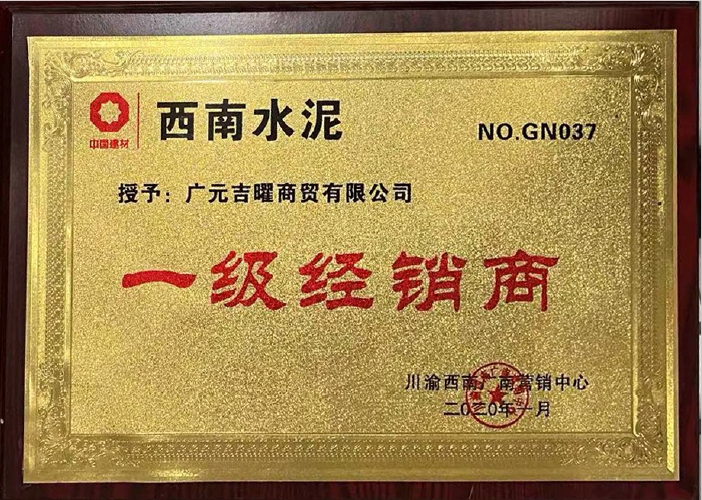 中国建材
西南水泥
NO.GN037
授予：广元吉曜商贸有限公司
一级经销商
川渝西南广南营销中心
二〇二〇年一月